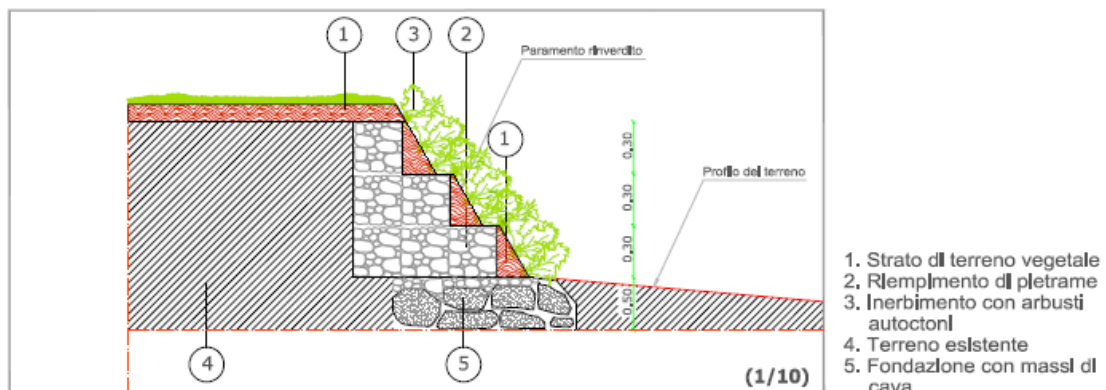 1
3
2
Paramento rinverdito
1
0,30
Profilo del terreno
0,30
0,30
0,50
4
5
(1/10)
1. Strato di terreno vegetale
2. Riempimento di pietrame
3. Inerbimento con arbusti
autoctoni
4. Terreno esistente
5. Fondazione con massi di
cava